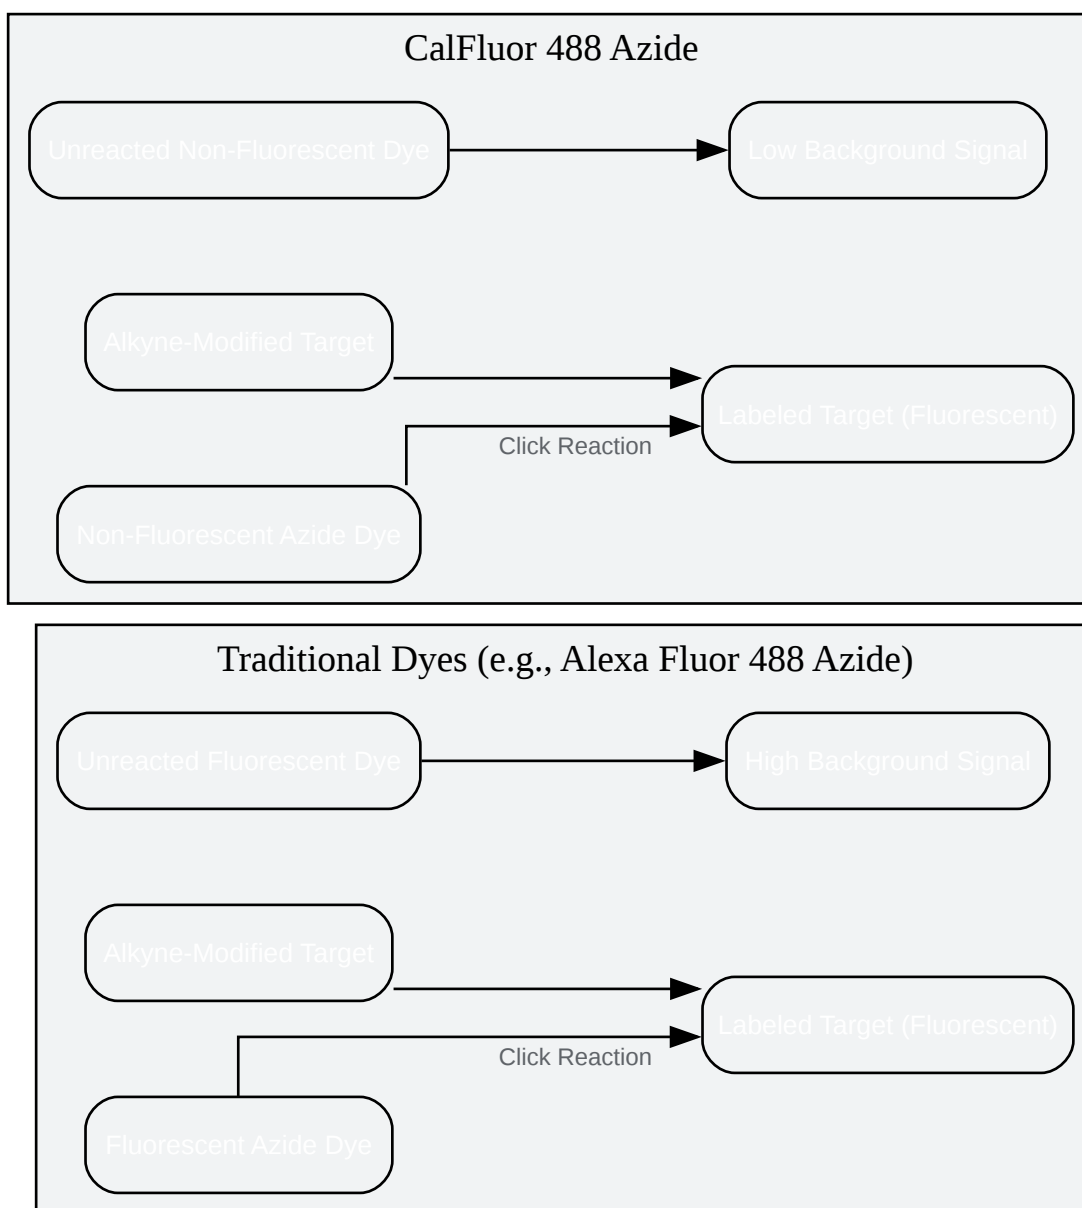 CalFluor 488 Azide
Unreacted Non-Fluorescent Dye
Low Background Signal
Alkyne-Modified Target
Labeled Target (Fluorescent)
Click Reaction
Non-Fluorescent Azide Dye
Traditional Dyes (e.g., Alexa Fluor 488 Azide)
Unreacted Fluorescent Dye
High Background Signal
Alkyne-Modified Target
Labeled Target (Fluorescent)
Click Reaction
Fluorescent Azide Dye